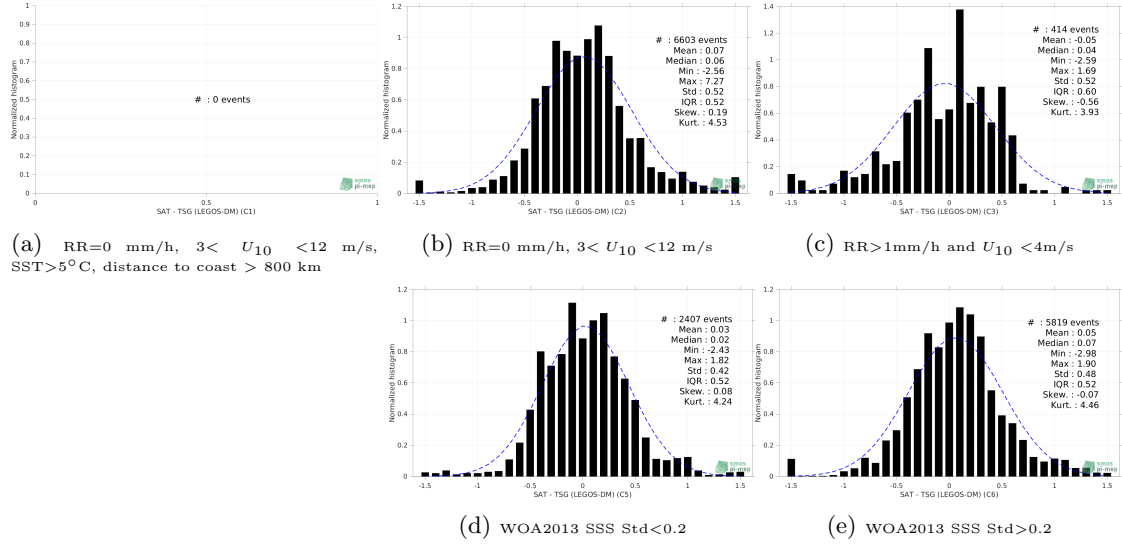 1
0.9
0.8
0.7
0.6
0.5
0.4
0.3
0.2
0.1
0
0 0.5 1
Normalized histogram
# : 0 events
smos
pi-mep
SAT - TSG (LEGOS-DM) (C1)
(a) RR=0 mm/h, 3< U10 <12 m/s,
SST>5°C, distance to coast > 800 km
1.2
1
0.8
0.6
0.4
0.2
0
-1.5 -1 -0.5 0 0.5 1 1.5
Normalized histogram
# : 6603 events
Mean : 0.07
Median : 0.06
Min : -2.56
Max : 7.27
Std : 0.52
IQR : 0.52
Skew. : 0.19
Kurt. : 4.53
smos
pi-mep
SAT - TSG (LEGOS-DM) (C2)
(b) RR=0 mm/h, 3< U10 <12 m/s
1.4
1.2
1
0.8
0.6
0.4
0.2
0
-1.5 -1 -0.5 0 0.5 1 1.5
Normalized histogram
# : 414 events
Mean : -0.05
Median : 0.04
Min : -2.59
Max : 1.69
Std : 0.52
IQR : 0.60
Skew. : -0.56
Kurt. : 3.93
smos
pi-mep
SAT - TSG (LEGOS-DM) (C3)
(c) RR>1mm/h and U10 <4m/s
1.2
1
0.8
0.6
0.4
0.2
0
-1.5 -1 -0.5 0 0.5 1 1.5
Normalized histogram
# : 2407 events
Mean : 0.03
Median : 0.02
Min : -2.43
Max : 1.82
Std : 0.42
IQR : 0.52
Skew. : 0.08
Kurt. : 4.24
smos
pi-mep
SAT - TSG (LEGOS-DM) (C5)
(d) WOA2013 SSS Std<0.2
1.2
1
0.8
0.6
0.4
0.2
0
-1.5 -1 -0.5 0 0.5 1 1.5
Normalized histogram
# : 5819 events
Mean : 0.05
Median : 0.07
Min : -2.98
Max : 1.90
Std : 0.48
IQR : 0.52
Skew. : -0.07
Kurt. : 4.46
smos
pi-mep
SAT - TSG (LEGOS-DM) (C6)
(e) WOA2013 SSS Std>0.2